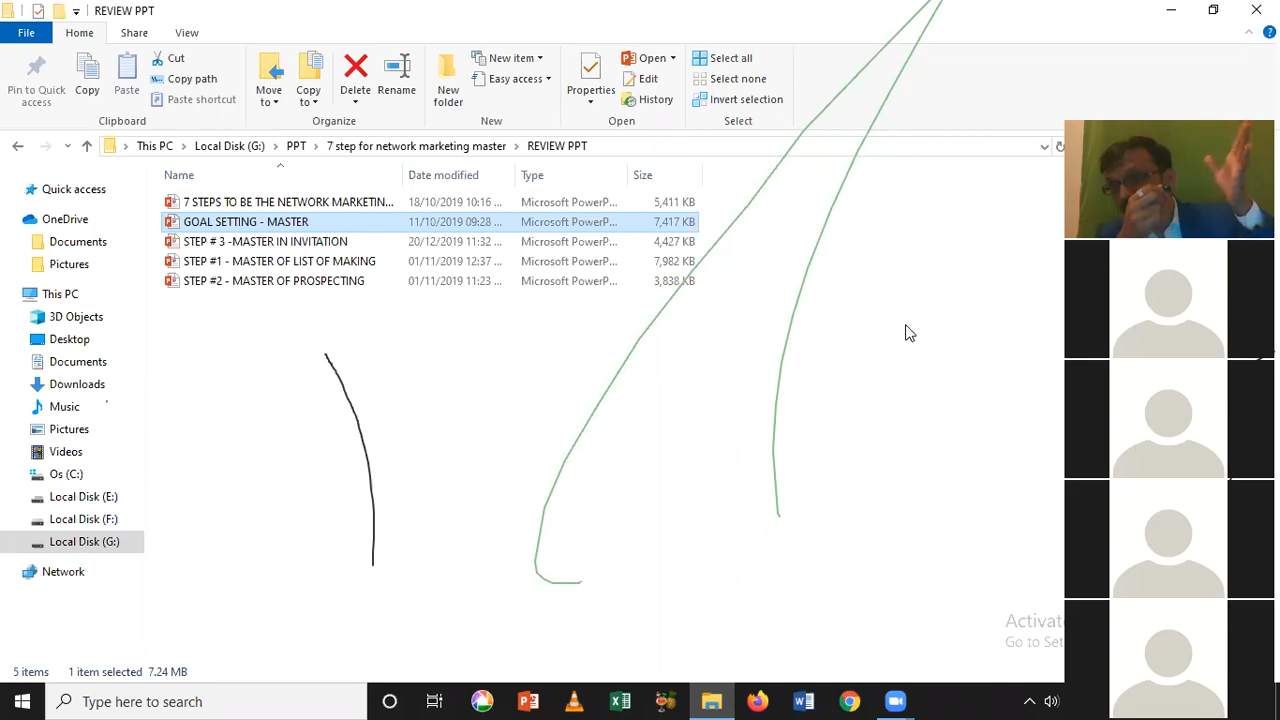 REVIEW PPT
File Home Share View
Pin to Quick access
Copy
Paste
Cut
Copy path
Paste shortcut
Clipboard
Move to
Copy to
Delete
Rename
Organize
New folder
New item
Easy access
New
Properties
Open
Edit
History
Open
Select all
Select none
Invert selection
Select
This PC Local Disk (G:) PPT 7 step for network marketing master REVIEW PPT
Name Date modified Type Size
7 STEPS TO BE THE NETWORK MARKETIN... 18/10/2019 10:16 ... Microsoft PowerP... 5,411 KB
GOAL SETTING - MASTER 11/10/2019 09:28 ... Microsoft PowerP... 7,417 KB
STEP # 3 -MASTER IN INVITATION 20/12/2019 11:32 ... Microsoft PowerP... 4,427 KB
STEP #1 - MASTER OF LIST OF MAKING 01/11/2019 12:37 ... Microsoft PowerP... 7,982 KB
STEP #2 - MASTER OF PROSPECTING 01/11/2019 11:23 ... Microsoft PowerP... 3,838 KB
Quick access
OneDrive
Documents
Pictures
This PC
3D Objects
Desktop
Documents
Downloads
Music
Pictures
Videos
Os (C:)
Local Disk (E:)
Local Disk (F:)
Local Disk (G:)
Network
Activat
Go to Set
5 items 1 item selected 7.24 MB
Type here to search